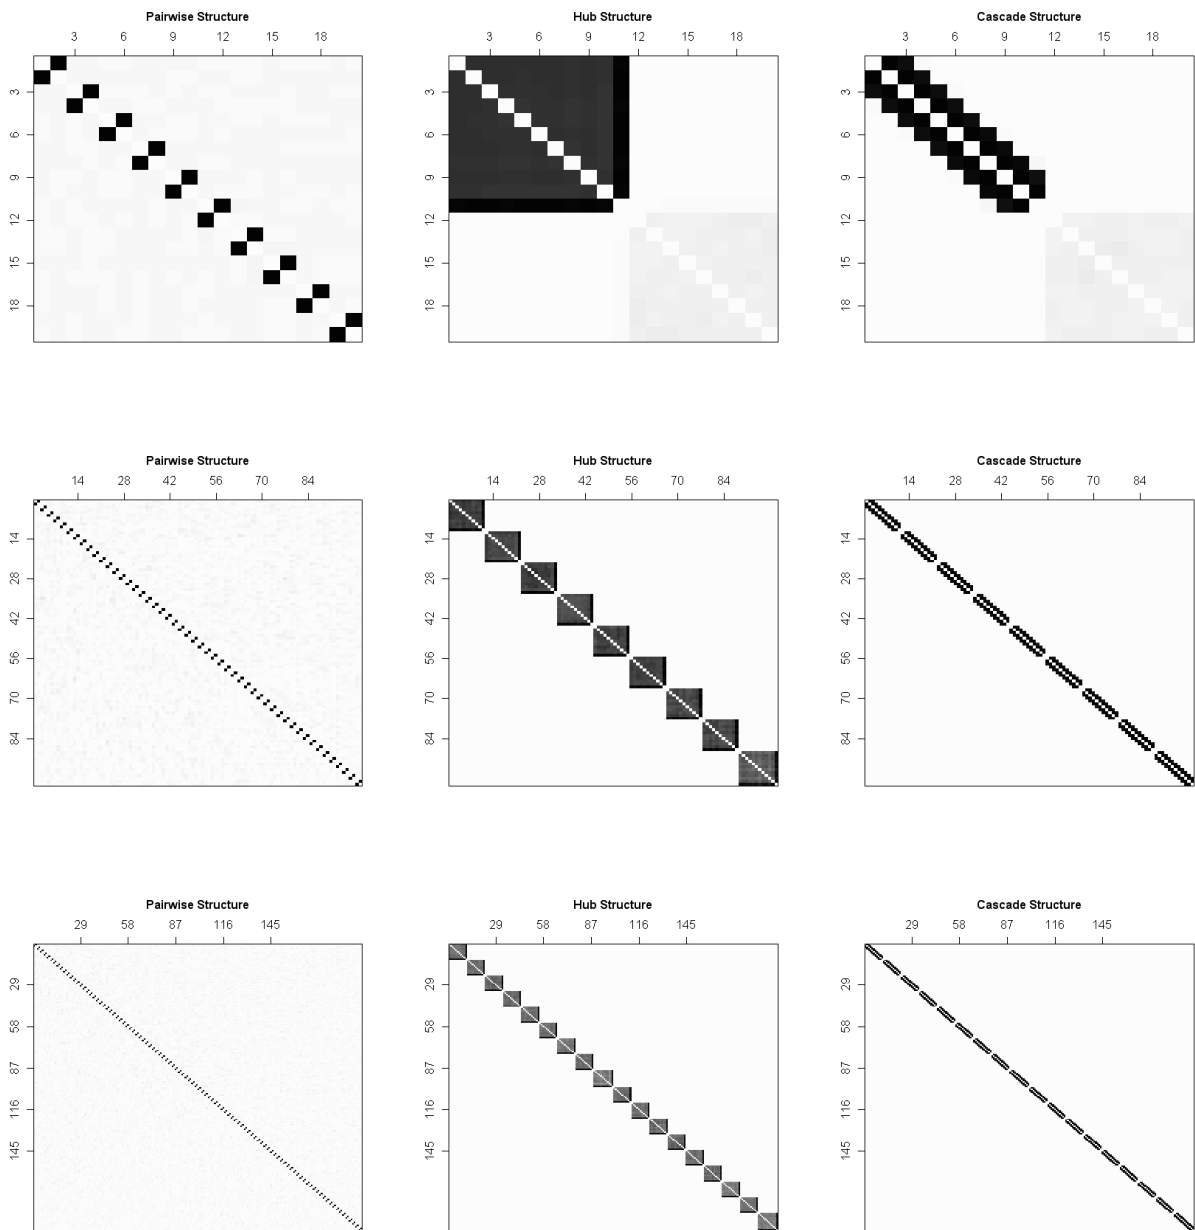 Pairwise Structure Hub Structure Cascade Structure
3 6 9 12 15 18 3 6 9 12 15 18 3 6 9 12 15 18
3 3 3
6 6 6
9 9 9
12 12 12
15 15 15
18 18 18
Pairwise Structure Hub Structure Cascade Structure
14 28 42 56 70 84 14 28 42 56 70 84 14 28 42 56 70 84
14 14 14
28 28 28
42 42 42
56 56 56
70 70 70
84 84 84
Pairwise Structure Hub Structure Cascade Structure
29 58 87 116 145 29 58 87 116 145 29 58 87 116 145
29 29 29
58 58 58
87 87 87
116 116 116
145 145 145